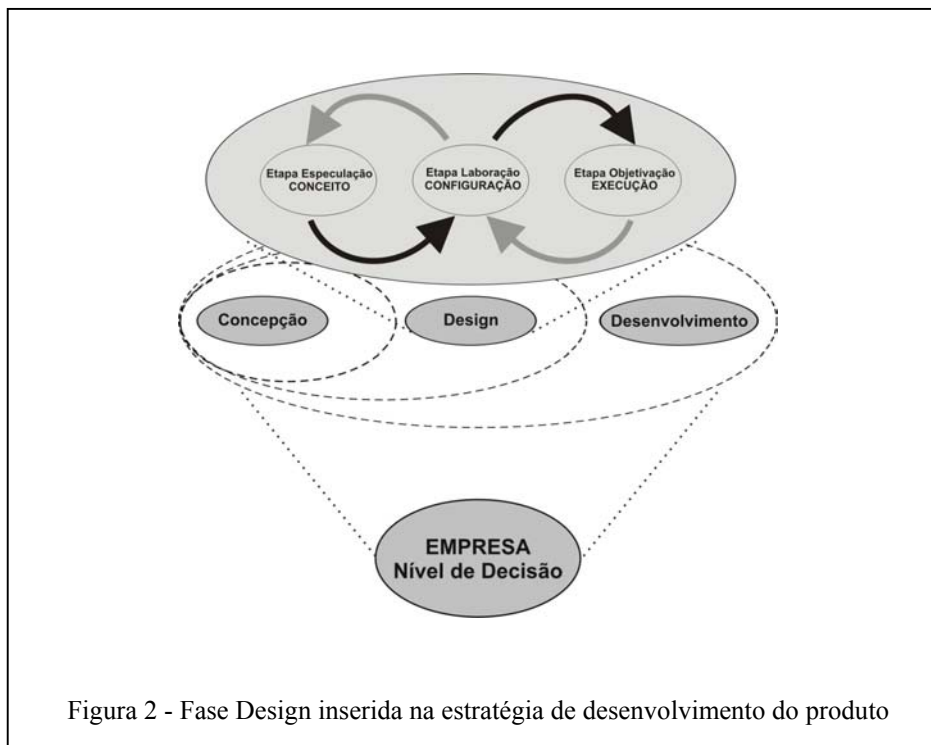 Etapa Especulação
CONCEITO
Etapa Laboração
CONFIGURAÇÃO
Etapa Objetivação
EXECUÇÃO
Concepção
Design
Desenvolvimento
EMPRESA
Nível de Decisão
Figura 2 - Fase Design inserida na estratégia de desenvolvimento do produto